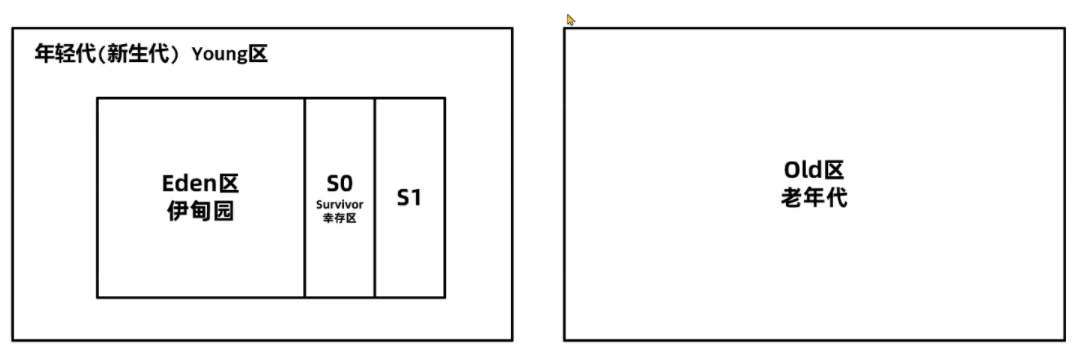 年轻代(新生代) Young区
Eden区
伊甸园
S0
Survivor
幸存区
S1
Old区
老年代